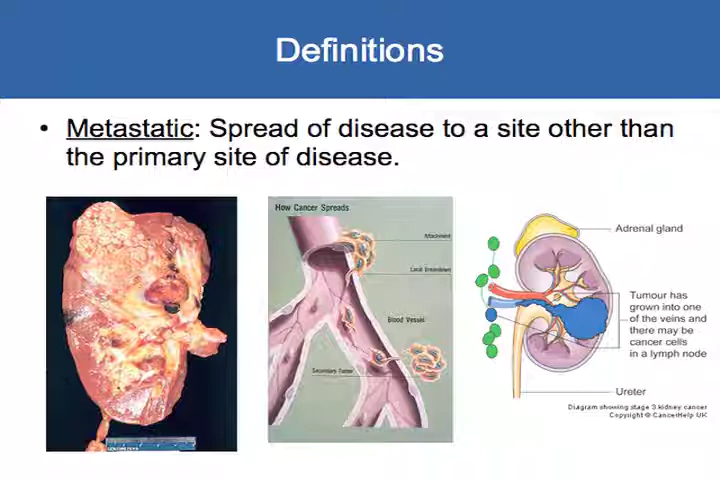 Definitions
• Metastatic: Spread of disease to a site other than
the primary site of disease.
How Cancer Spreads
Attachment
Local Breakdown
Blood Vessel
Secondary Tumor
Adrenal gland
Tumour has
grown into one
of the veins and
there may be
cancer cells
in a lymph node
Ureter
Diagram showing stage 3 kidney cancer
Copyright © CancerHelp UK